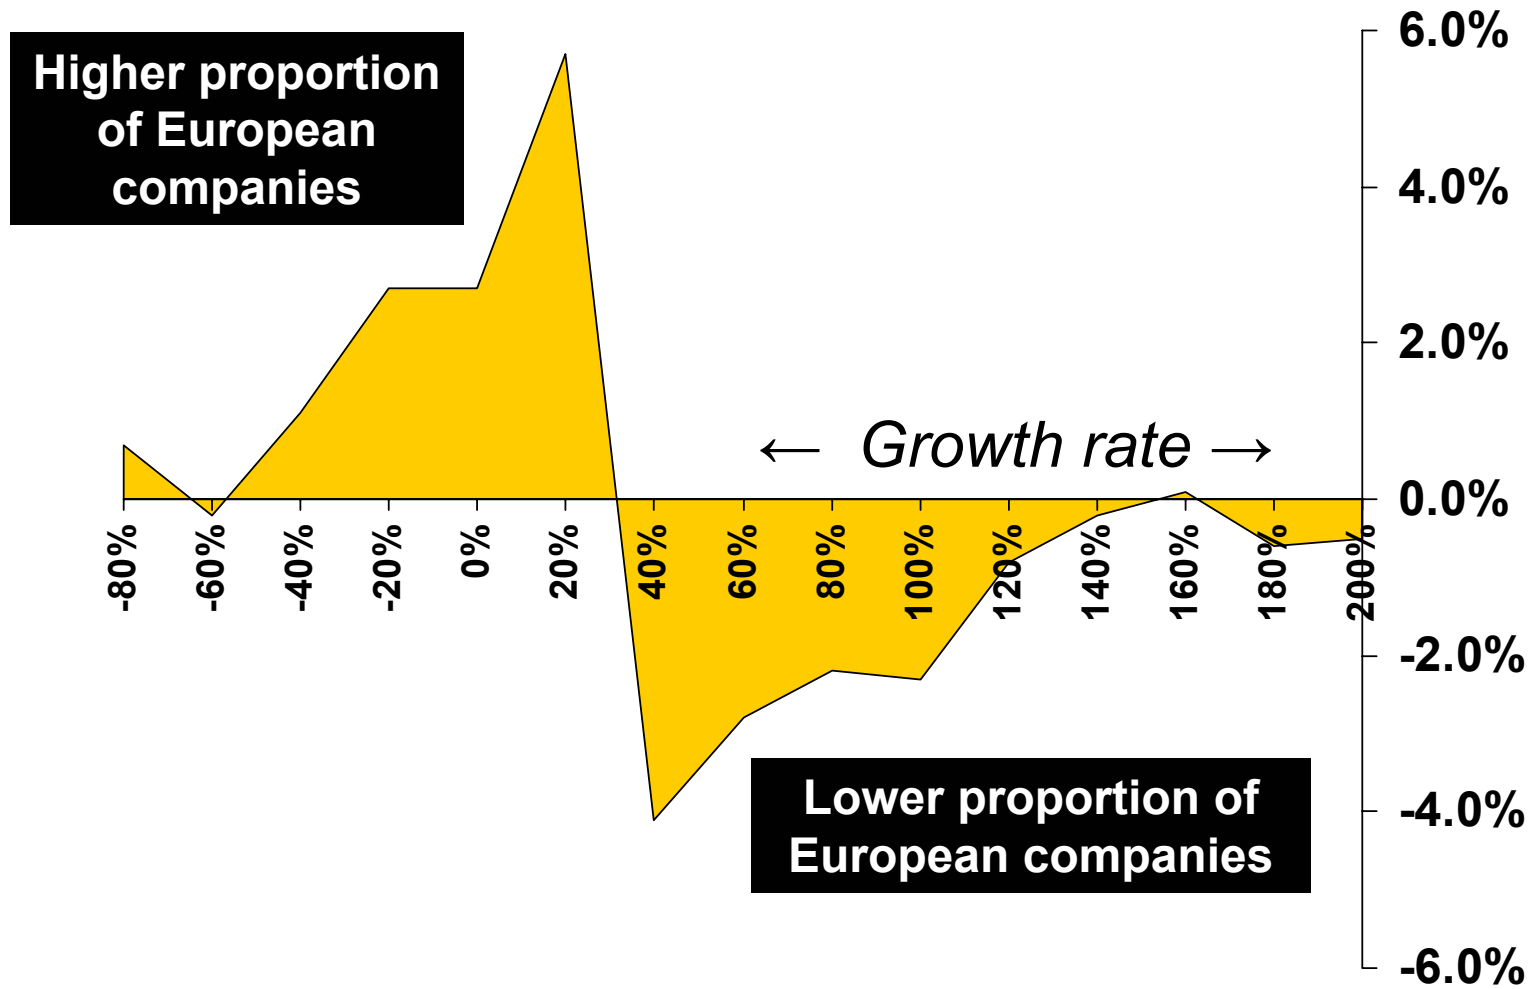 Higher proportion
of European
companies
6.0%
4.0%
2.0%
← Growth rate →
0.0%
-80% -60% -40% -20% 0% 20% 40% 60% 80% 100% 120% 140% 160% 180% 200%
-2.0%
Lower proportion of
European companies
-4.0%
-6.0%